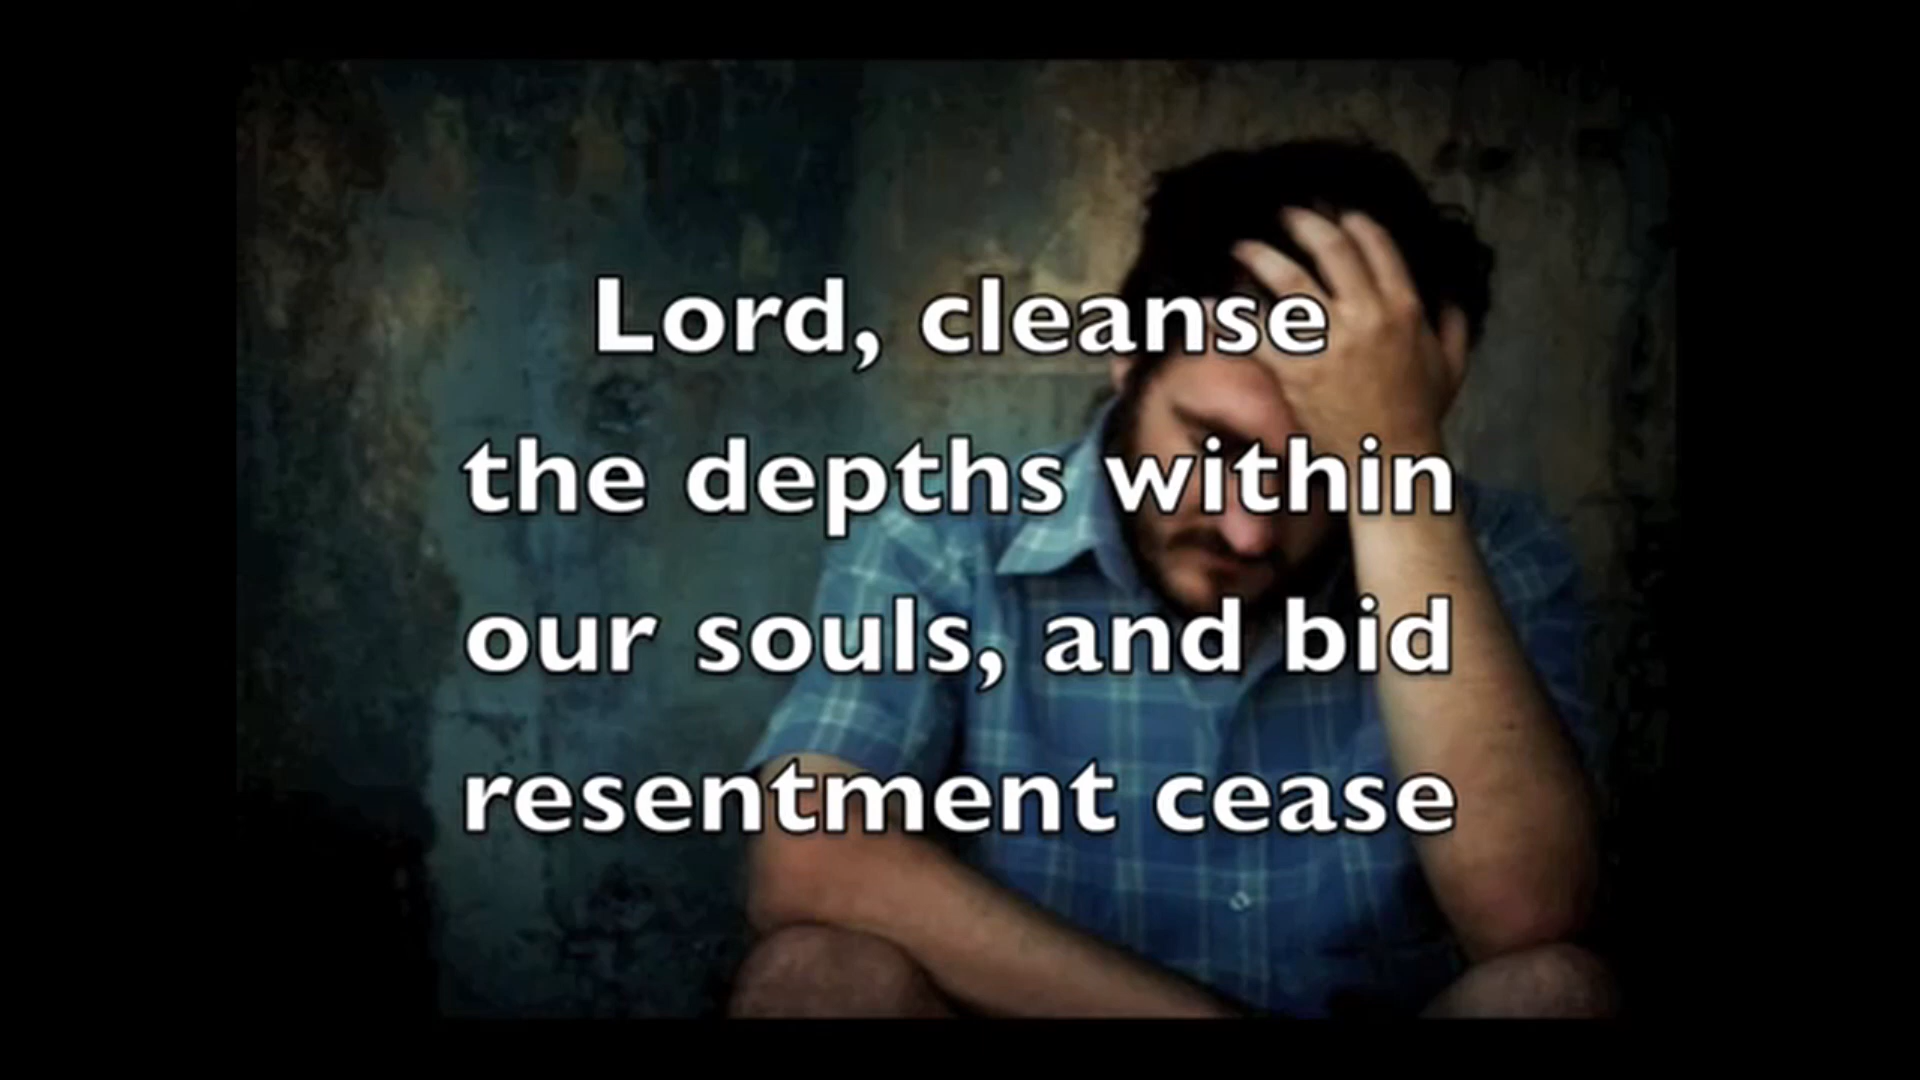 Lord, cleanse
the depths within
our souls, and bid
resentment cease